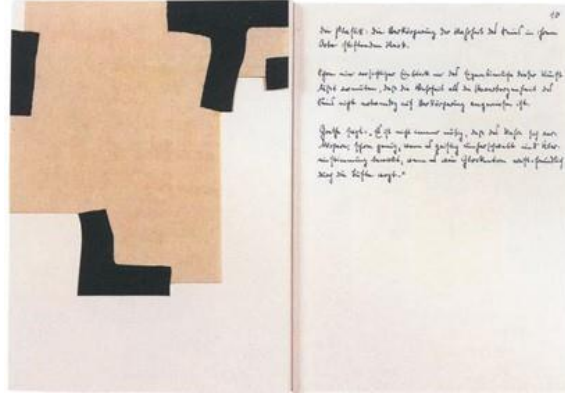 Die Plastik: die Verkörperung der Wahrheit des Seins in ihrem
Orte stiftenden Werk.
Schon ein vorsichtiger Einblick in das Eigentümliche dieser Kunst
läßt vermuten, daß die Wahrheit als die Unverborgenheit des
Seins nicht notwendig auf Verkörperung angewiesen ist.
Goethe sagt: „Es ist nicht immer nötig, daß das Wahre sich ver-
körpere; schon genug, wenn es geistig umherschwebt und Über-
einstimmung bewirkt, wenn es wie Glockenton ernst-freundlich
durch die Lüfte wogt."